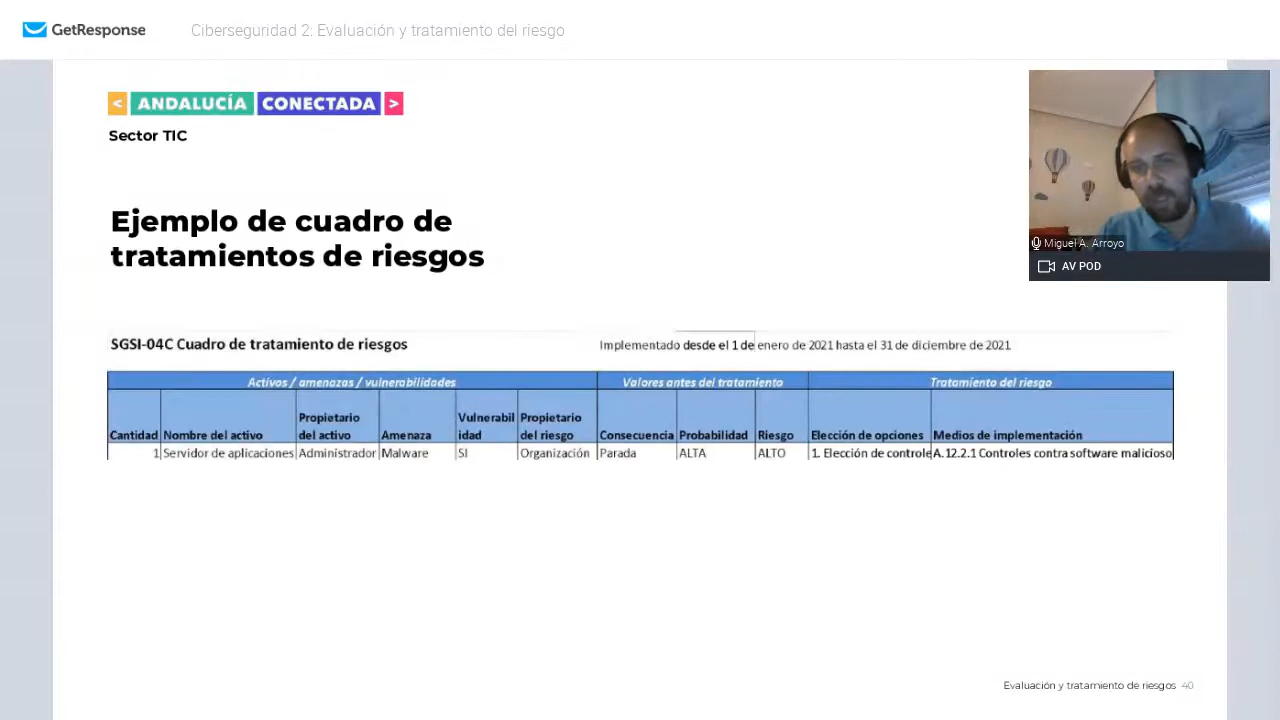 GetResponse
Ciberseguridad 2: Evaluación y tratamiento del riesgo
< ANDALUCÍA CONECTADA >
Sector TIC
Miguel A. Arroyo
AV POD
Ejemplo de cuadro de
tratamientos de riesgos
SGSI-04C Cuadro de tratamiento de riesgos Implementado desde el 1 de enero de 2021 hasta el 31 de diciembre de 2021
Activos / amenazas / vulnerabilidades Valores antes del tratamiento Tratamiento del riesgo
Propietario Vulnerabil Propietario
Cantidad Nombre del activo del activo Amenaza idad del riesgo Consecuencia Probabilidad Riesgo Elección de opciones Medios de implementación
1 Servidor de aplicaciones Administrador Malware SI Organización Parada ALTA ALTO 1. Elección de controle A.12.2.1 Controles contra software malicioso
Evaluación y tratamiento de riesgos 40